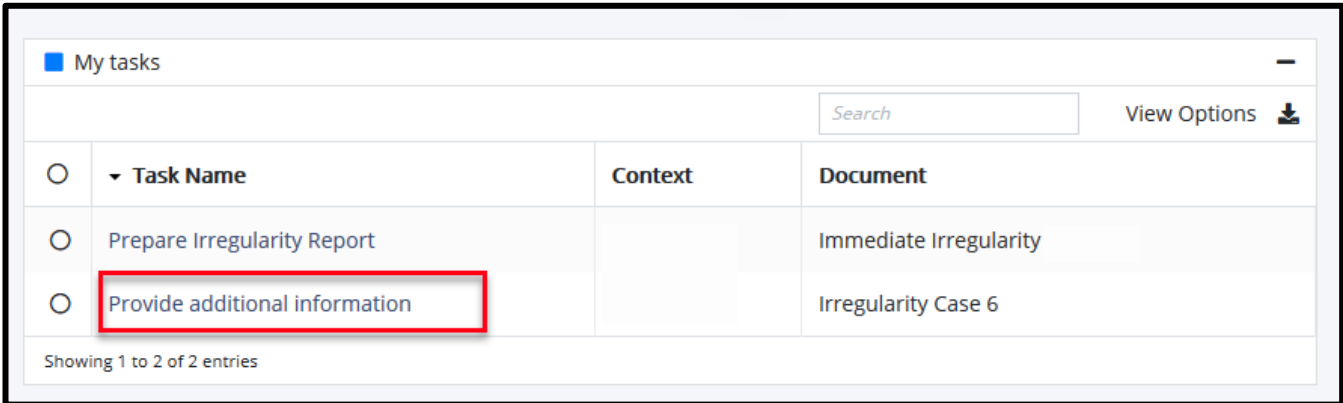 My tasks
Search View Options
Task Name Context Document
Prepare Irregularity Report Immediate Irregularity
Provide additional information Irregularity Case 6
Showing 1 to 2 of 2 entries